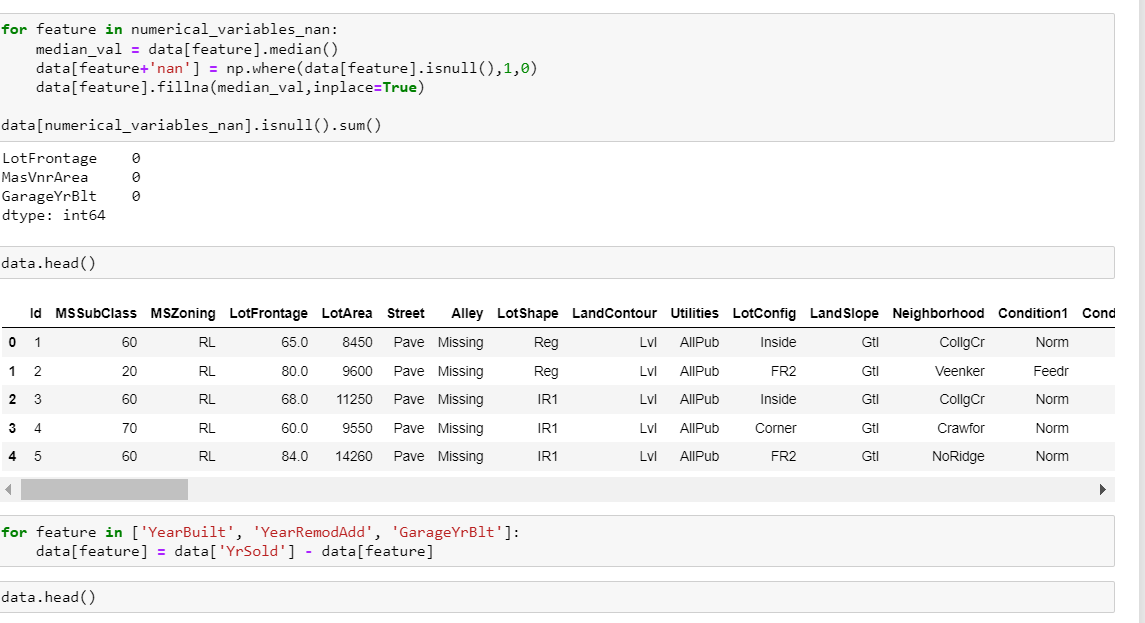 for feature in numerical_variables_nan:
    median_val = data[feature].median()
    data[feature+'nan'] = np.where(data[feature].isnull(),1,0)
    data[feature].fillna(median_val,inplace=True)
data[numerical_variables_nan].isnull().sum()
LotFrontage    0
MasVnrArea     0
GarageYrBlt    0
dtype: int64
data.head()
Id MSSubClass MSZoning LotFrontage LotArea Street Alley LotShape LandContour Utilities LotConfig LandSlope Neighborhood Condition1 Cond
0 1 60 RL 65.0 8450 Pave Missing Reg Lvl AllPub Inside Gtl CollgCr Norm
1 2 20 RL 80.0 9600 Pave Missing Reg Lvl AllPub FR2 Gtl Veenker Feedr
2 3 60 RL 68.0 11250 Pave Missing IR1 Lvl AllPub Inside Gtl CollgCr Norm
3 4 70 RL 60.0 9550 Pave Missing IR1 Lvl AllPub Corner Gtl Crawfor Norm
4 5 60 RL 84.0 14260 Pave Missing IR1 Lvl AllPub FR2 Gtl NoRidge Norm
for feature in ['YearBuilt', 'YearRemodAdd', 'GarageYrBlt']:
    data[feature] = data['YrSold'] - data[feature]
data.head()